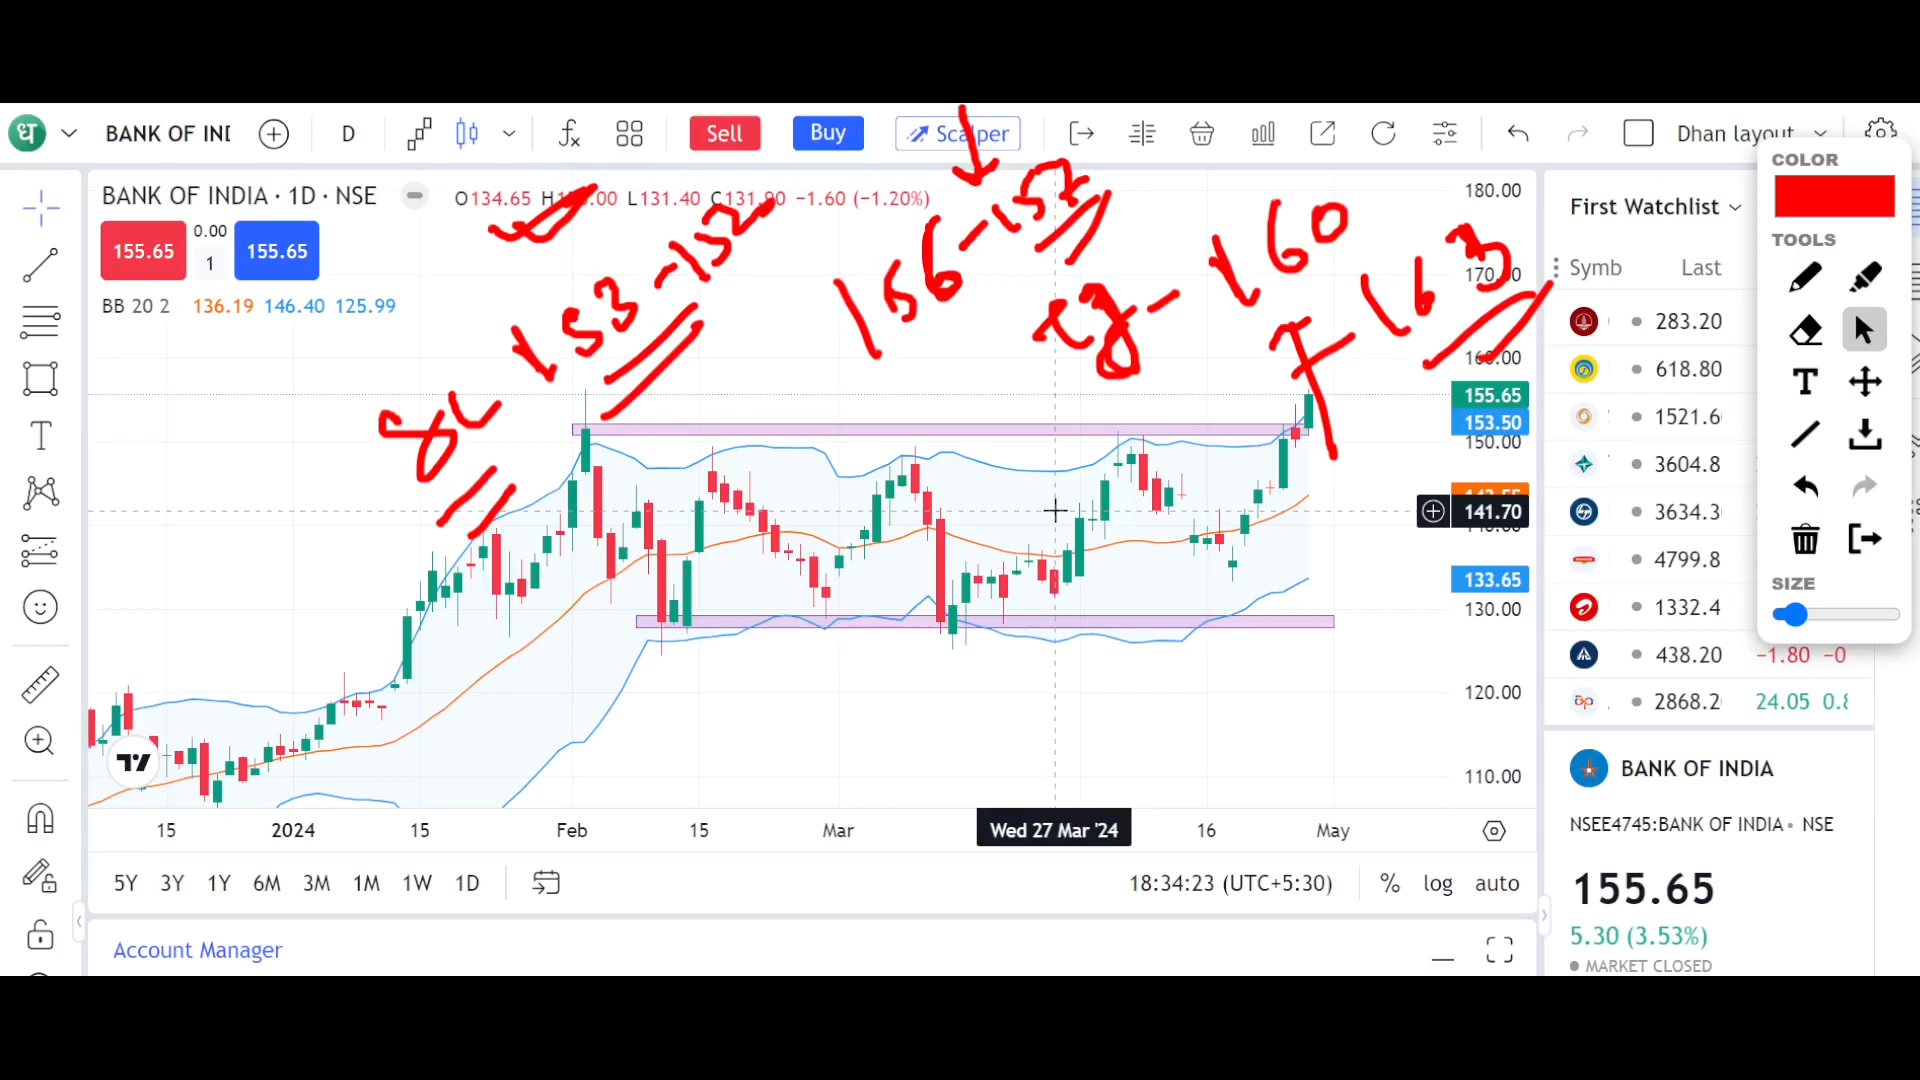 ध BANK OF INI D Sell Buy Scalper Dhan layout
BANK OF INDIA · 1D · NSE L131.40 −1.60 (−1.20%)
O134.65
155.65 0.00 1 155.65
BB 20 2 136.19 146.40 125.99
SL
153-152
156-157
160
163
180.00
160.00
155.65
153.50
150.00
141.70
133.65
130.00
120.00
110.00
15 2024 15 Feb 15 Mar Wed 27 Mar '24 16 May
5Y 3Y 1Y 6M 3M 1M 1W 1D 18:34:23 (UTC+5:30) % log auto
Account Manager
First Watchlist
Symb Last
283.20
618.80
1521.6
3604.8
3634.3
4799.8
1332.4
438.20 −1.80 −0
2868.2 24.05 0.8
BANK OF INDIA
NSEE4745:BANK OF INDIA • NSE
155.65
5.30 (3.53%)
MARKET CLOSED
COLOR
TOOLS
T
SIZE